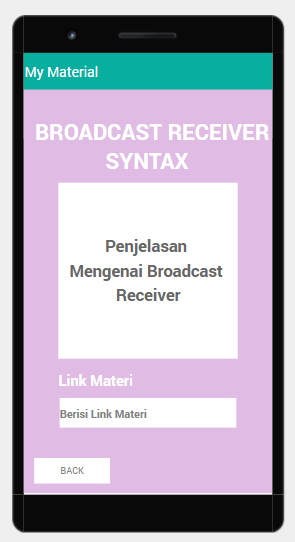 My Material
BROADCAST RECEIVER
SYNTAX
Penjelasan
Mengenai Broadcast
Receiver
Link Materi
Berisi Link Materi
BACK